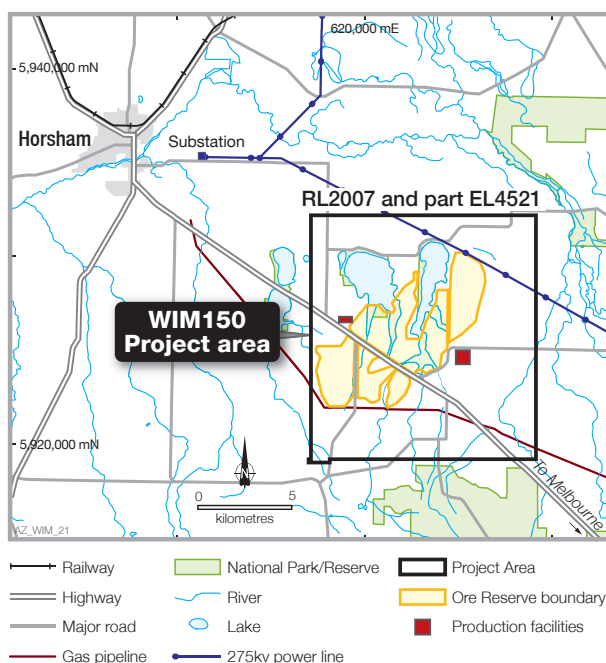 620,000 mE
5,940,000 mN
Horsham
Substation
RL2007 and part EL4521
WIM150
Project area
5,920,000 mN
N
0 5
kilometres
To Melbourne
AZ_WIM_21
Railway
National Park/Reserve
Project Area
Highway
River
Ore Reserve boundary
Major road
Lake
Production facilities
Gas pipeline
275kv power line